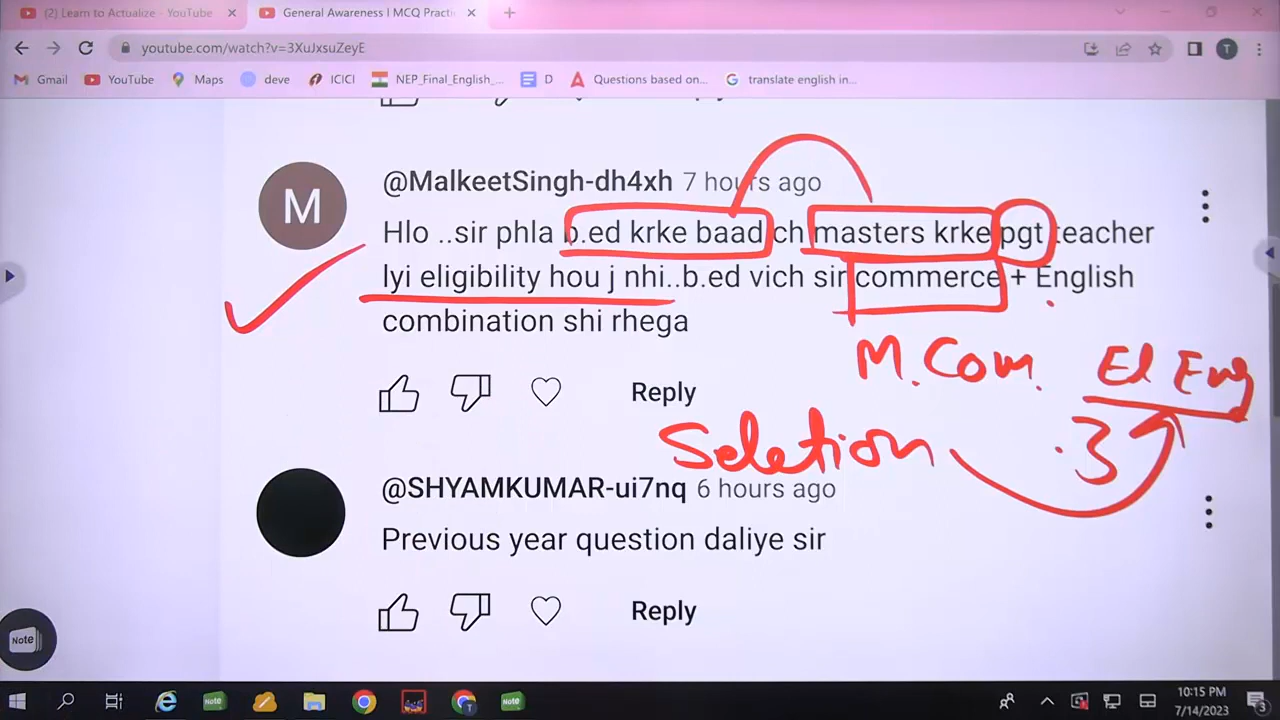 (2) Learn to Actualize - YouTube
General Awareness I MCQ Practi
youtube.com/watch?v=3XuJxsuZeyE
T
Gmail YouTube Maps deve ICICI NEP_Final_English_... D Questions based on... translate english in...
M
@MalkeetSingh-dh4xh 7 hours ago
Hlo ..sir phla b.ed krke baad ch masters krke pgt teacher
lyi eligibility hou j nhi..b.ed vich sir commerce + English
combination shi rhega
M.Com.
El Eng
Reply
Seletion
.3
@SHYAMKUMAR-ui7nq 6 hours ago
Previous year question daliye sir
Reply
Note
Note
Note
10:15 PM
7/14/2023
3